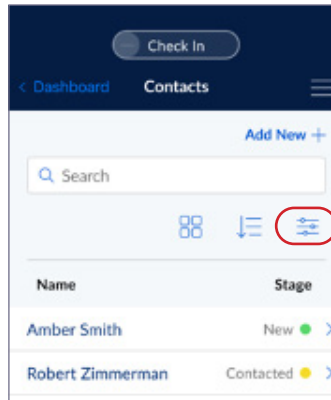 Check In
< Dashboard Contacts
Add New +
Search
Name Stage
Amber Smith New
Robert Zimmerman Contacted